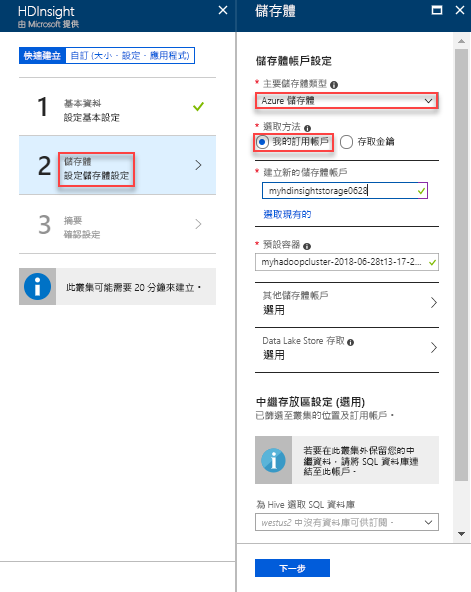 HDInsight
由 Microsoft 提供
快速建立
自訂 (大小、設定、應用程式)
1
基本資料
設定基本設定
2
儲存體
設定儲存體設定
3
摘要
確認設定
此叢集可能需要 20 分鐘來建立。
儲存體
儲存體帳戶設定
* 主要儲存體類型
Azure 儲存體
* 選取方法
我的訂用帳戶
存取金鑰
* 建立新的儲存體帳戶
myhdinsightstorage0628
選取現有的
* 預設容器
myhadoopcluster-2018-06-28t13-17-2...
其他儲存體帳戶
選用
Data Lake Store 存取
選用
中繼存放區設定 (選用)
已篩選至叢集的位置及訂用帳戶。
若要在此叢集外保留您的中
繼資料，請將 SQL 資料庫連
結至此帳戶。
為 Hive 選取 SQL 資料庫
westus2 中沒有資料庫可供訂閱。
下一步